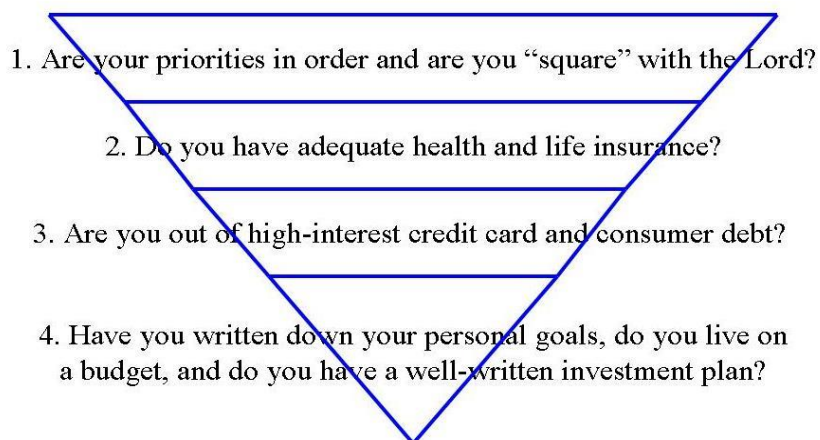 1. Are your priorities in order and are you “square” with the Lord?
2. Do you have adequate health and life insurance?
3. Are you out of high-interest credit card and consumer debt?
4. Have you written down your personal goals, do you live on
a budget, and do you have a well-written investment plan?